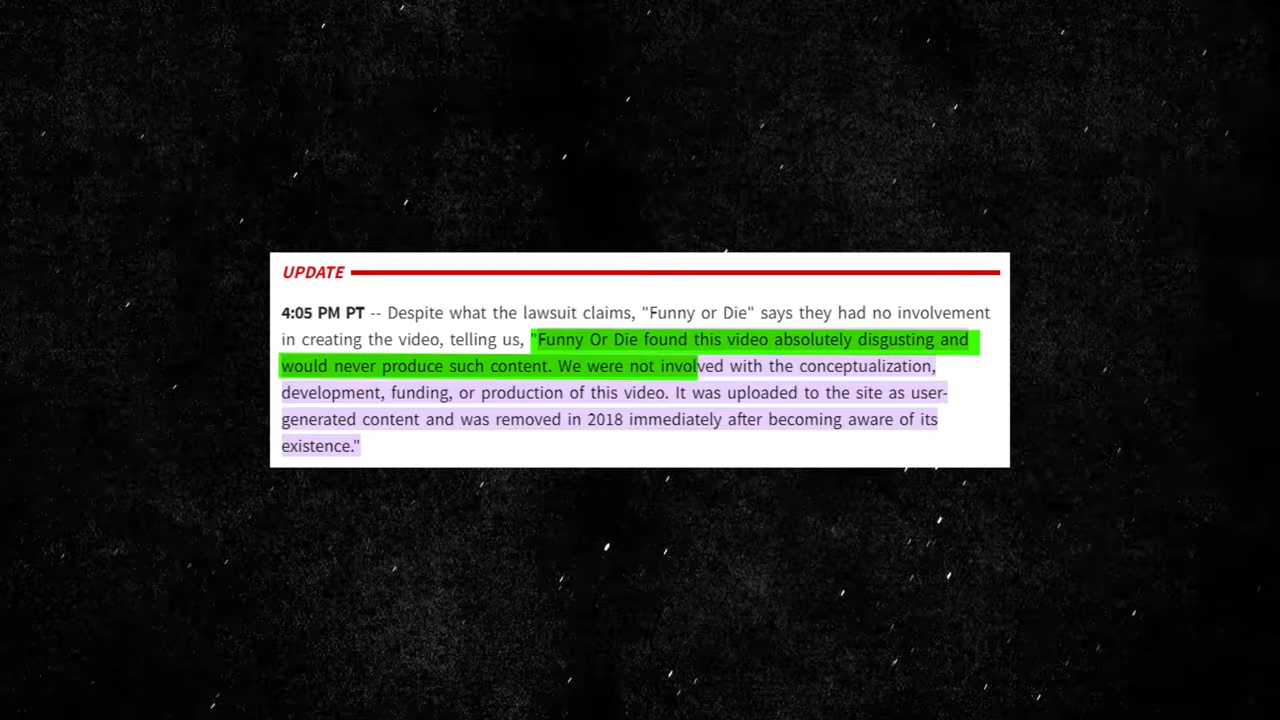 UPDATE
4:05 PM PT -- Despite what the lawsuit claims, "Funny or Die" says they had no involvement
in creating the video, telling us, "Funny Or Die found this video absolutely disgusting and
would never produce such content. We were not involved with the conceptualization,
development, funding, or production of this video. It was uploaded to the site as user-
generated content and was removed in 2018 immediately after becoming aware of its
existence."